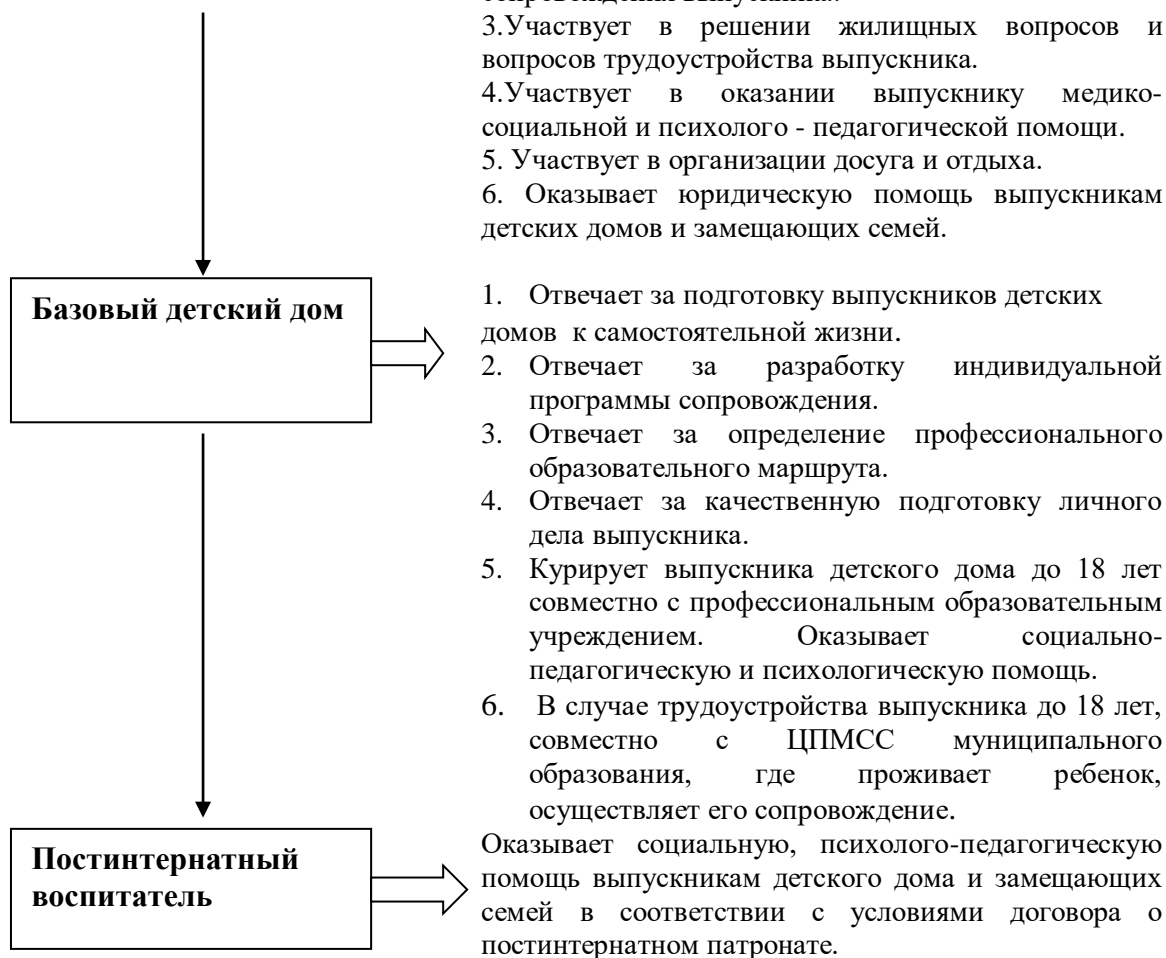 3.Участвует в решении жилищных вопросов и
вопросов трудоустройства выпускника.
4.Участвует в оказании выпускнику медико-
социальной и психолого - педагогической помощи.
5. Участвует в организации досуга и отдыха.
6. Оказывает юридическую помощь выпускникам
детских домов и замещающих семей.
Базовый детский дом
1. Отвечает за подготовку выпускников детских
домов к самостоятельной жизни.
2. Отвечает за разработку индивидуальной
программы сопровождения.
3. Отвечает за определение профессионального
образовательного маршрута.
4. Отвечает за качественную подготовку личного
дела выпускника.
5. Курирует выпускника детского дома до 18 лет
совместно с профессиональным образовательным
учреждением. Оказывает социально-
педагогическую и психологическую помощь.
6. В случае трудоустройства выпускника до 18 лет,
совместно с ЦПМСС муниципального
образования, где проживает ребенок,
осуществляет его сопровождение.
Постинтернатный
воспитатель
Оказывает социальную, психолого-педагогическую
помощь выпускникам детского дома и замещающих
семей в соответствии с условиями договора о
постинтернатном патронате.